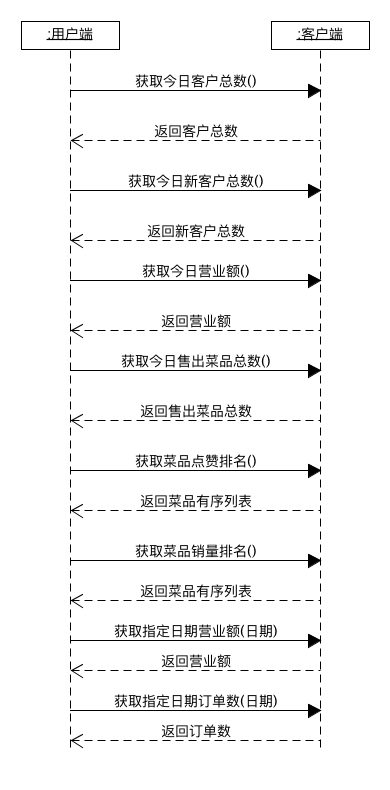 :用户端
:客户端
获取今日客户总数()
返回客户总数
获取今日新客户总数()
返回新客户总数
获取今日营业额()
返回营业额
获取今日售出菜品总数()
返回售出菜品总数
获取菜品点赞排名()
返回菜品有序列表
获取菜品销量排名()
返回菜品有序列表
获取指定日期营业额(日期)
返回营业额
获取指定日期订单数(日期)
返回订单数